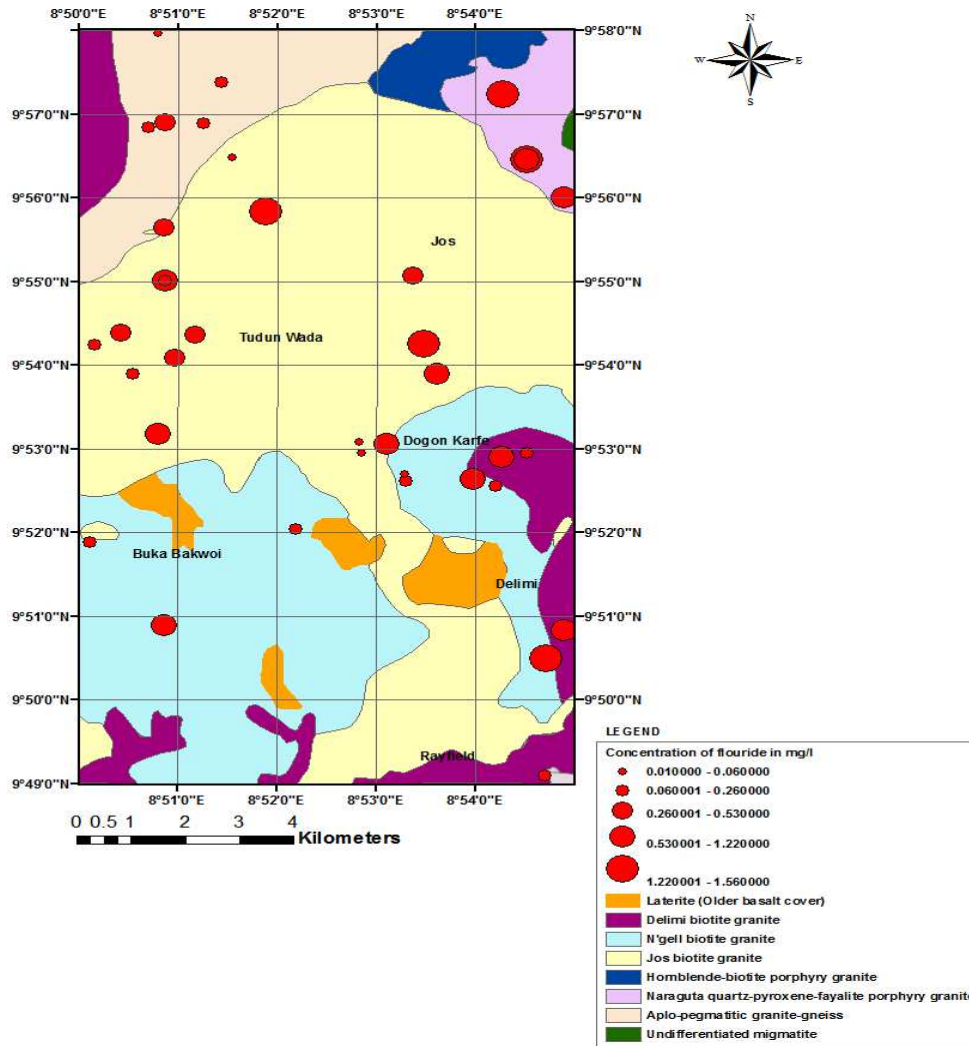 8°50'0"E 8°51'0"E 8°52'0"E 8°53'0"E 8°54'0"E
N
W E
S
9°58'0"N
9°57'0"N 9°57'0"N
9°56'0"N 9°56'0"N
Jos
9°55'0"N 9°55'0"N
Tudun Wada
9°54'0"N 9°54'0"N
Dogon Karfe
9°53'0"N 9°53'0"N
9°52'0"N 9°52'0"N
Buka Bakwoi
Delimi
9°51'0"N 9°51'0"N
9°50'0"N 9°50'0"N
Rayfield
9°49'0"N 9°49'0"N
8°51'0"E 8°52'0"E 8°53'0"E 8°54'0"E
0 0.5 1 2 3 4
Kilometers
LEGEND
Concentration of flouride in mg/l
0.010000 - 0.060000
0.060001 - 0.260000
0.260001 - 0.530000
0.530001 - 1.220000
1.220001 - 1.560000
Laterite (Older basalt cover)
Delimi biotite granite
N'gell biotite granite
Jos biotite granite
Hornblende-biotite porphyry granite
Naraguta quartz-pyroxene-fayalite porphyry granite
Aplo-pegmatitic granite-gneiss
Undifferentiated migmatite